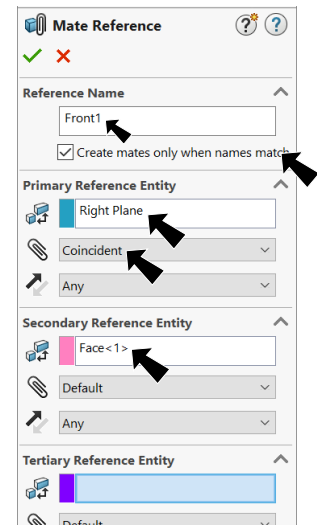 Mate Reference
Reference Name
Front1
Create mates only when names match
Primary Reference Entity
Right Plane
Coincident
Any
Secondary Reference Entity
Face<1>
Default
Any
Tertiary Reference Entity
Default